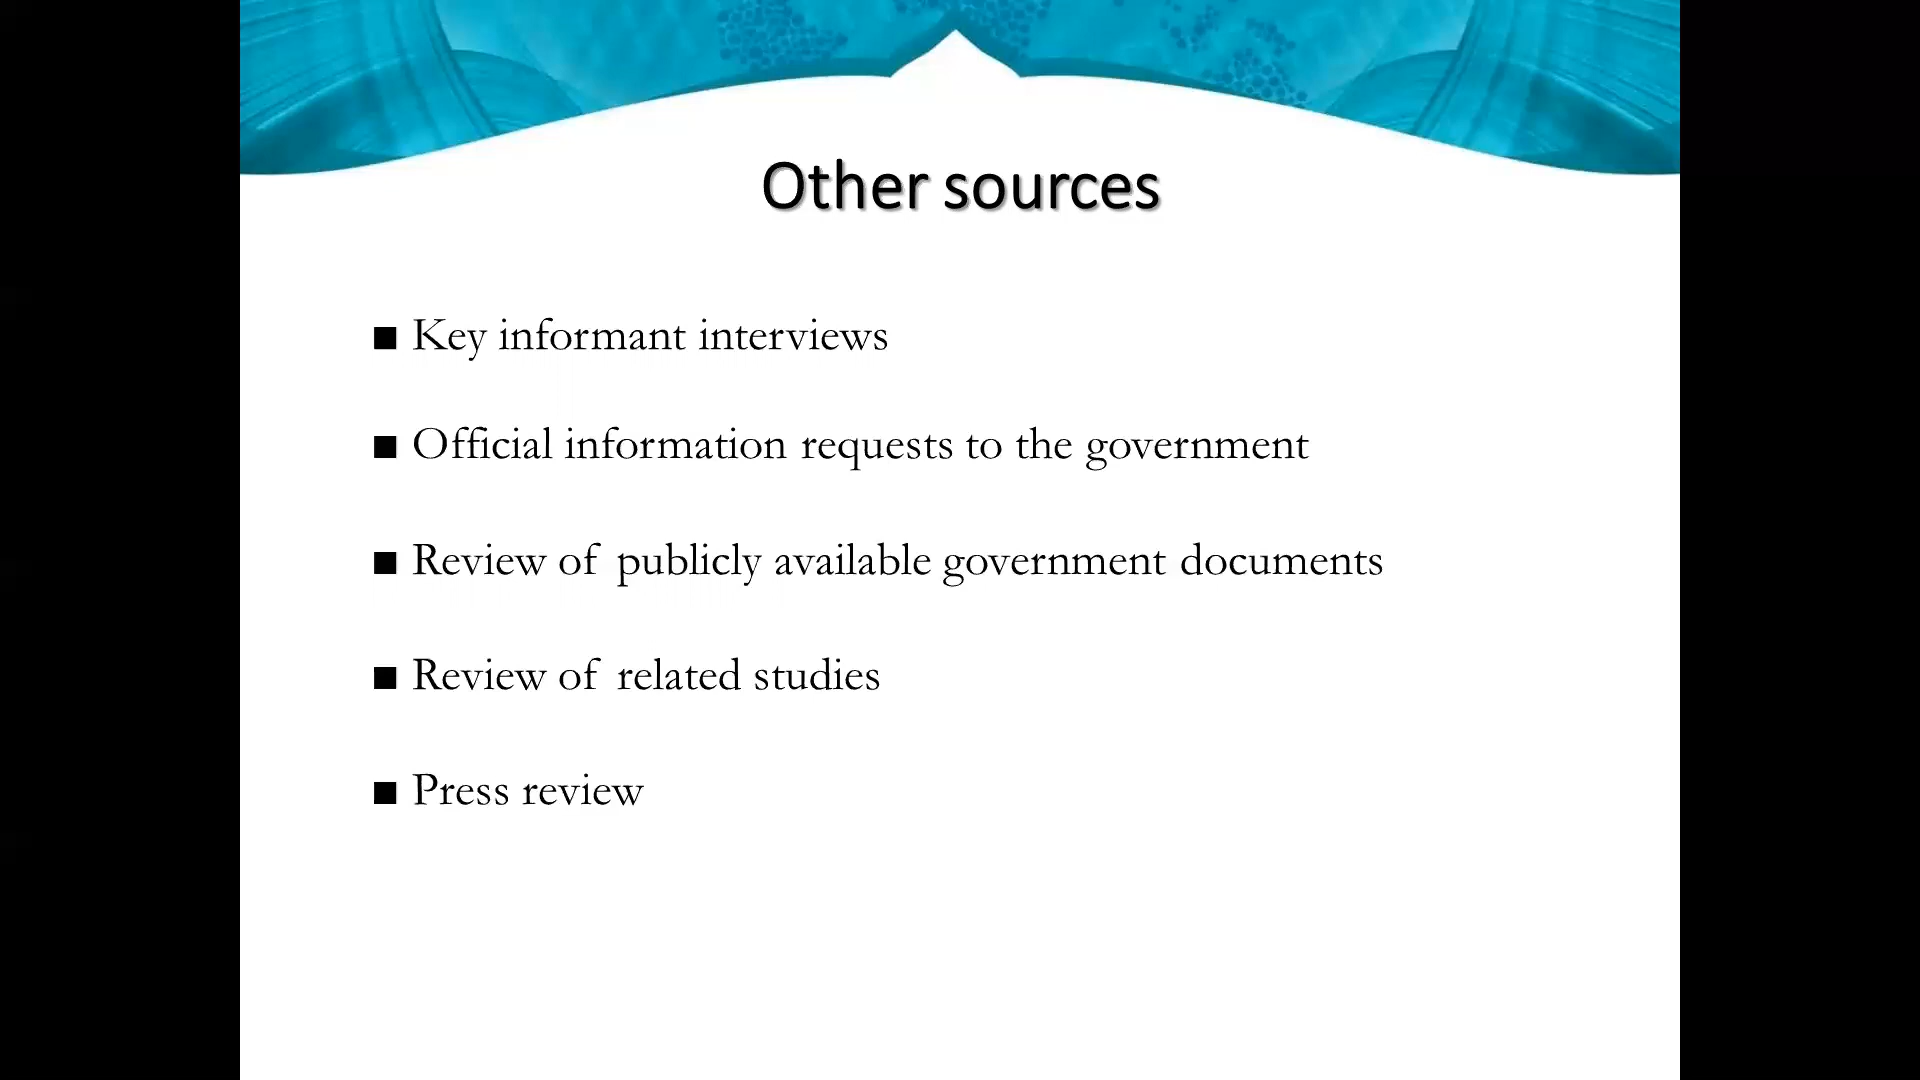 Other sources
■ Key informant interviews
■ Official information requests to the government
■ Review of publicly available government documents
■ Review of related studies
■ Press review